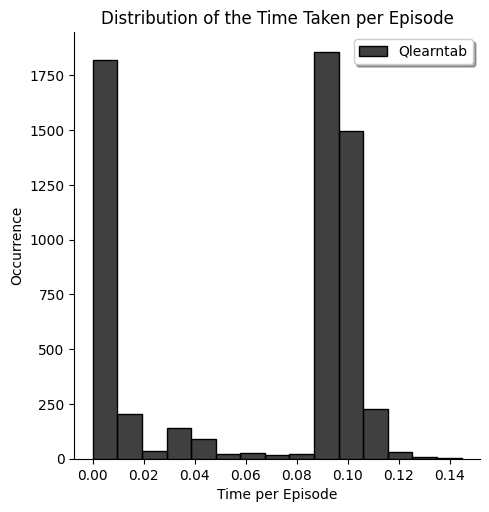 Distribution of the Time Taken per Episode
Qlearntab
1750
1500
1250
1000
750
500
250
0
Occurrence
0.00 0.02 0.04 0.06 0.08 0.10 0.12 0.14
Time per Episode